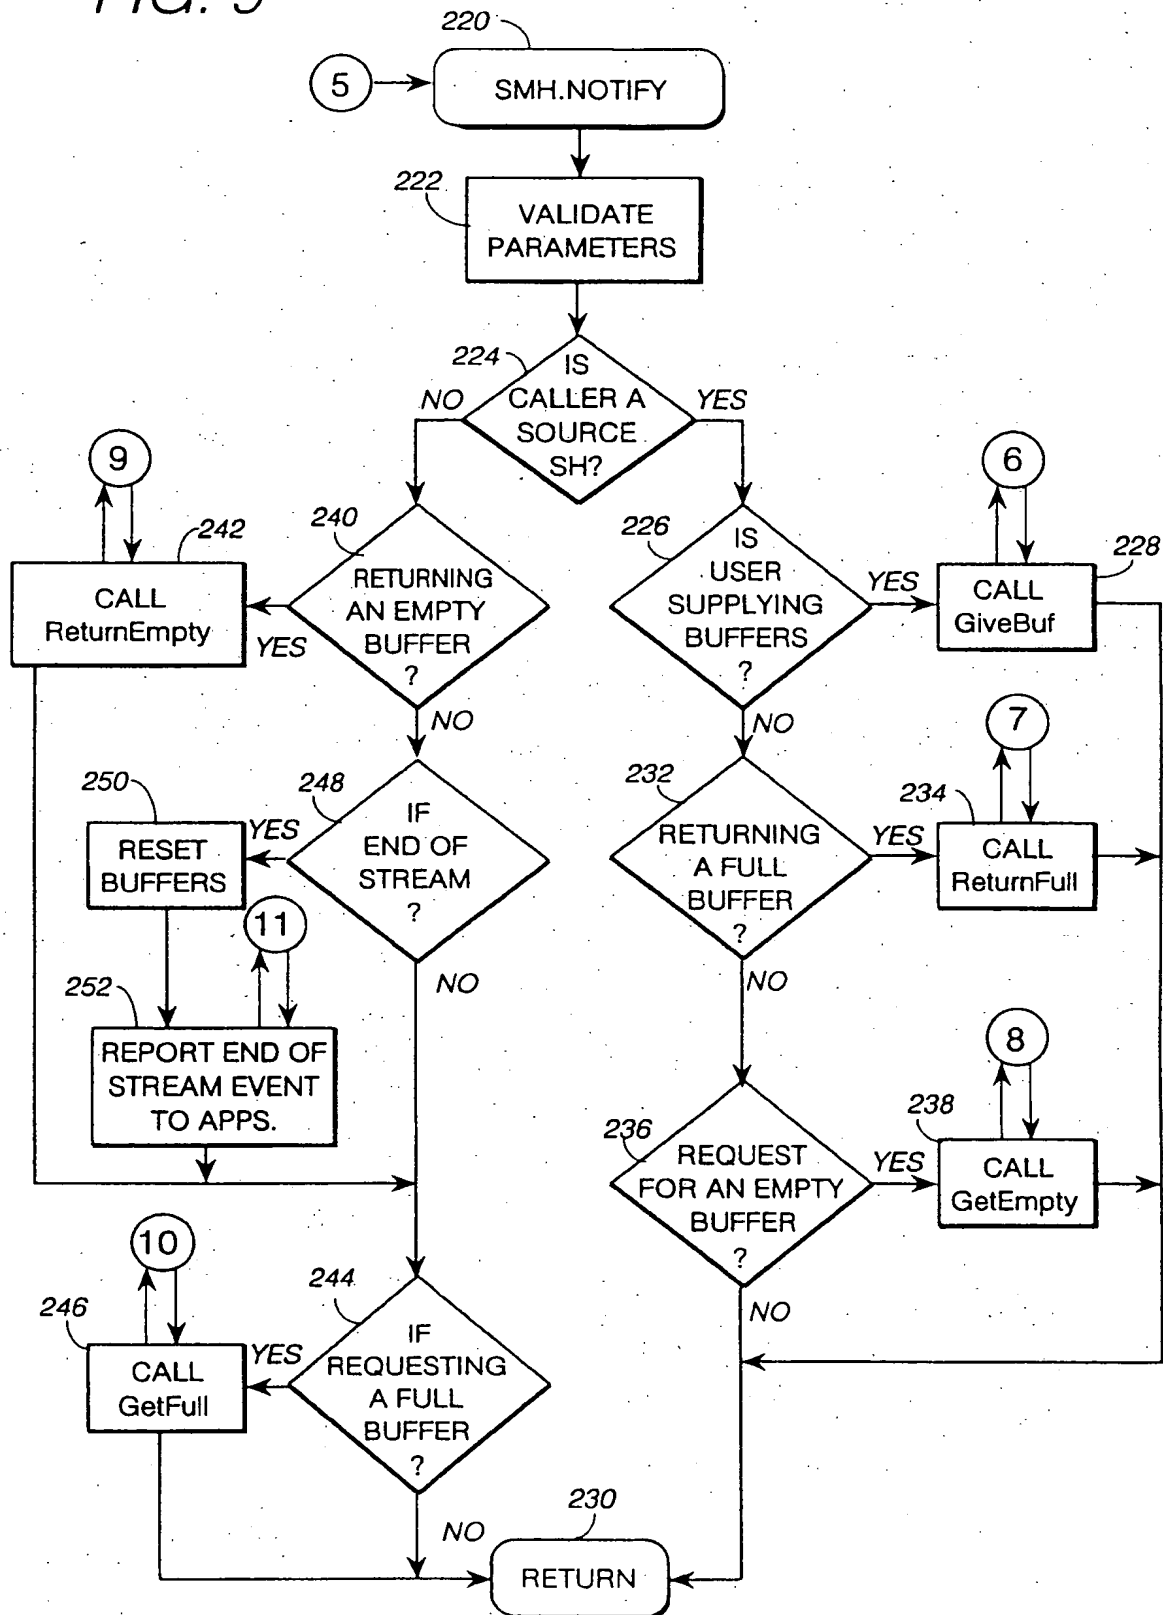 FIG. 9
220
5
SMH.NOTIFY
222
VALIDATE
PARAMETERS
224
IS
CALLER A
SOURCE
SH?
NO
YES
9
6
242
240
226
228
CALL
ReturnEmpty
YES
RETURNING
AN EMPTY
BUFFER
?
IS
USER
SUPPLYING
BUFFERS
?
YES
CALL
GiveBuf
NO
NO
7
250
248
232
234
RESET
BUFFERS
YES
IF
END OF
STREAM
?
RETURNING
A FULL
BUFFER
?
YES
CALL
ReturnFull
11
NO
NO
252
8
REPORT END OF
STREAM EVENT
TO APPS.
236
238
REQUEST
FOR AN EMPTY
BUFFER
?
YES
CALL
GetEmpty
10
244
246
NO
CALL
GetFull
YES
IF
REQUESTING
A FULL
BUFFER
?
NO
230
RETURN